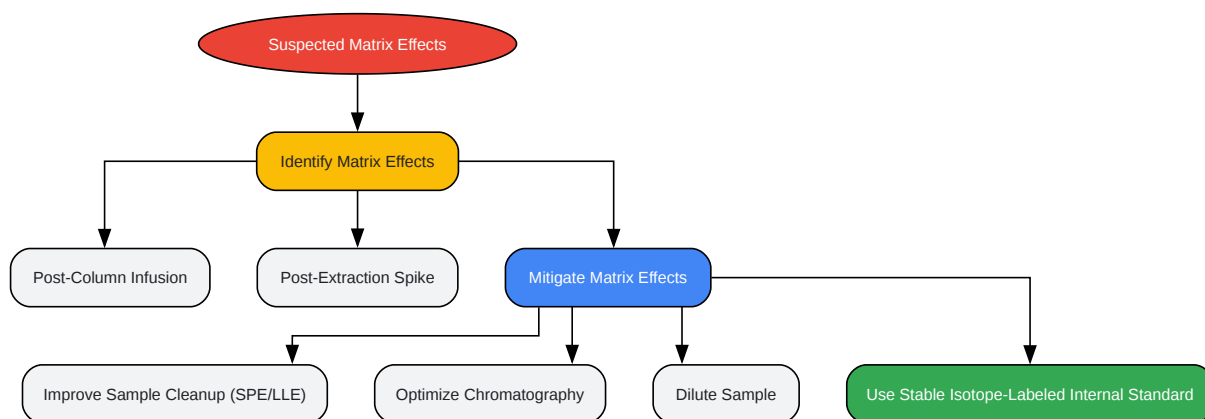 Suspected Matrix Effects
Identify Matrix Effects
Post-Column Infusion
Post-Extraction Spike
Mitigate Matrix Effects
Improve Sample Cleanup (SPE/LLE)
Optimize Chromatography
Dilute Sample
Use Stable Isotope-Labeled Internal Standard